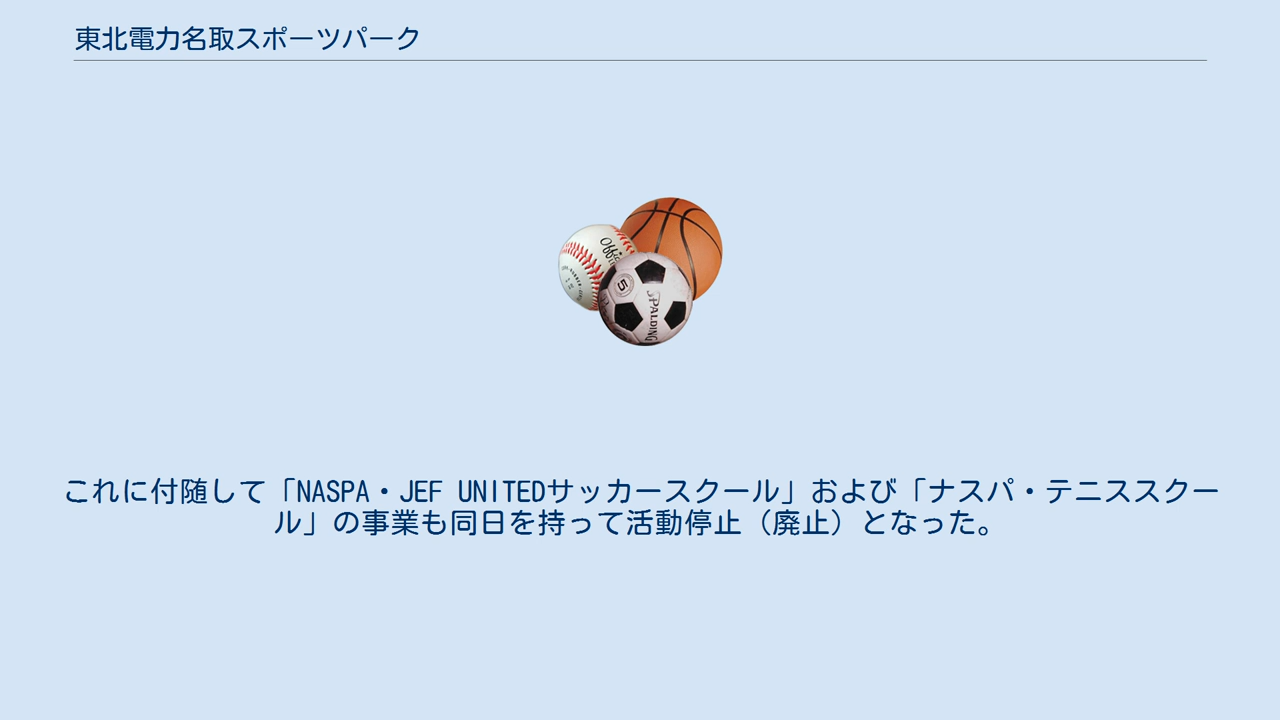 東北電力名取スポーツパーク
Offici
5
SPALDING
これに付随して「NASPA・JEF UNITEDサッカースクール」および「ナスパ・テニススクー
ル」の事業も同日を持って活動停止（廃止）となった。